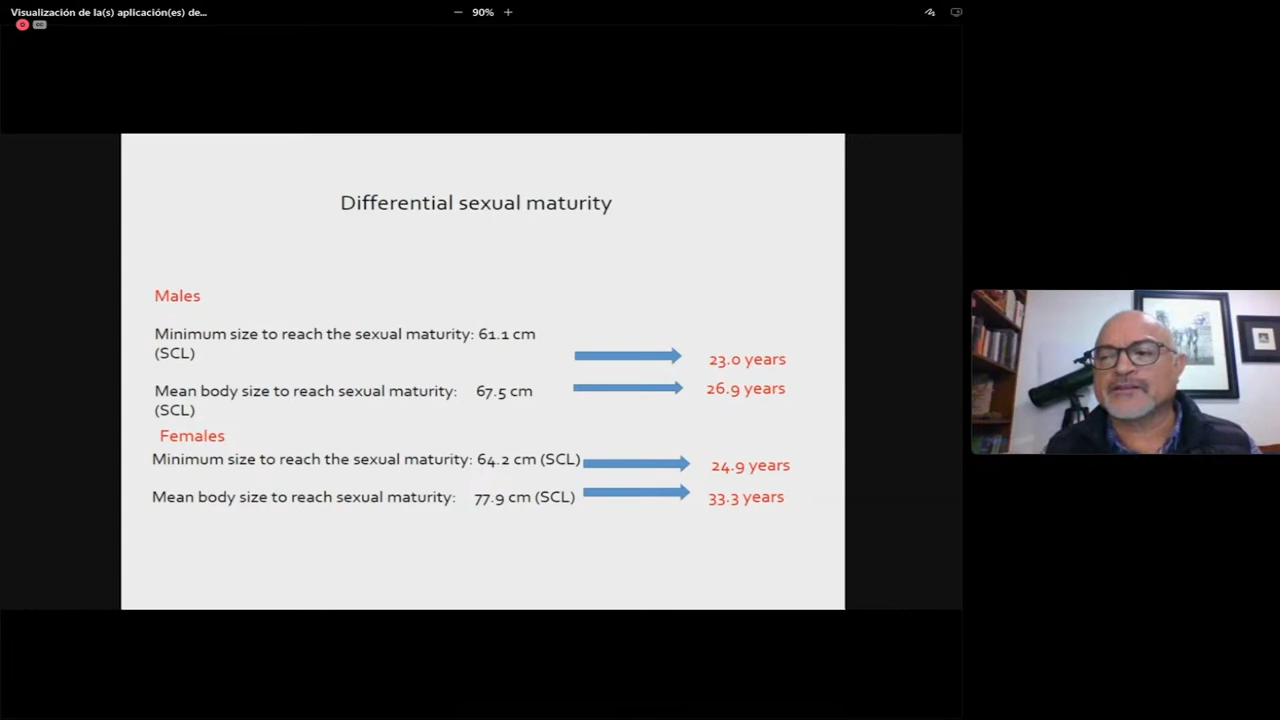 Visualización de la(s) aplicación(es) de...
90%
cc
Differential sexual maturity
Males
Minimum size to reach the sexual maturity: 61.1 cm
(SCL)
23.0 years
Mean body size to reach sexual maturity: 67.5 cm
(SCL)
26.9 years
Females
Minimum size to reach the sexual maturity: 64.2 cm (SCL)
24.9 years
Mean body size to reach sexual maturity: 77.9 cm (SCL)
33.3 years